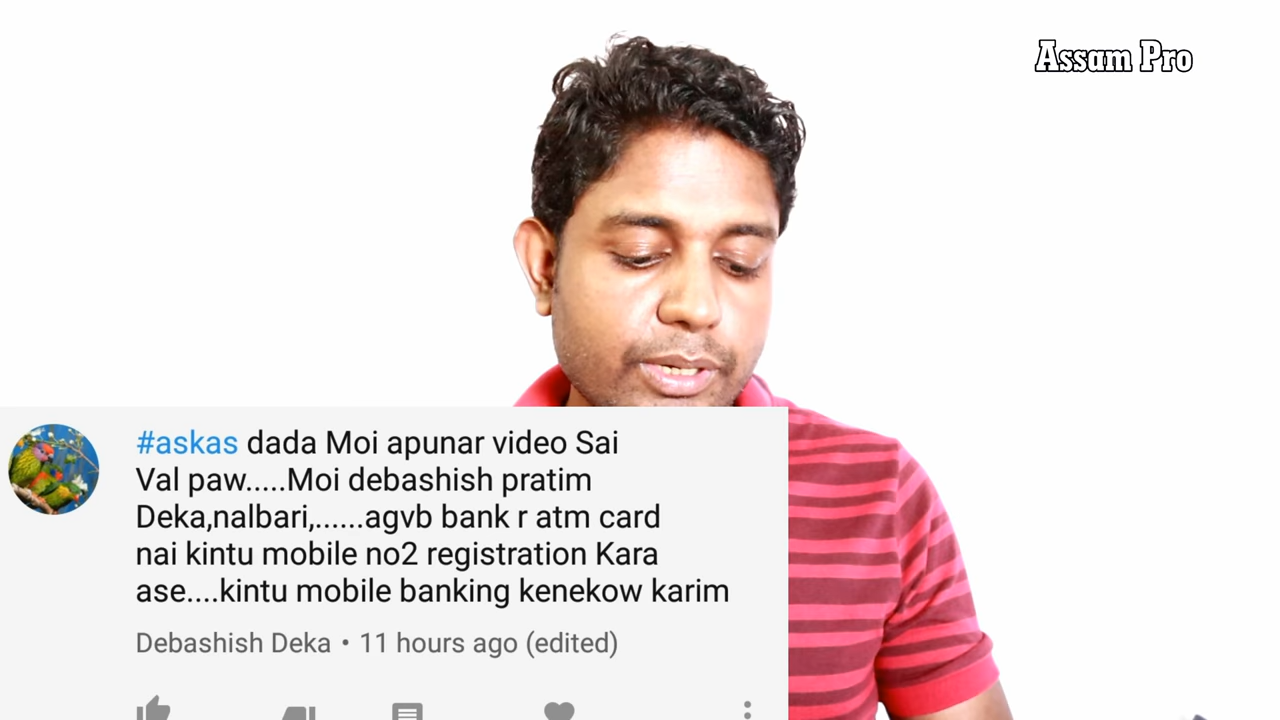 Assam Pro
#askas dada Moi apunar video Sai
Val paw.....Moi debashish pratim
Deka,nalbari,......agvb bank r atm card
nai kintu mobile no2 registration Kara
ase....kintu mobile banking kenekow karim
Debashish Deka • 11 hours ago (edited)